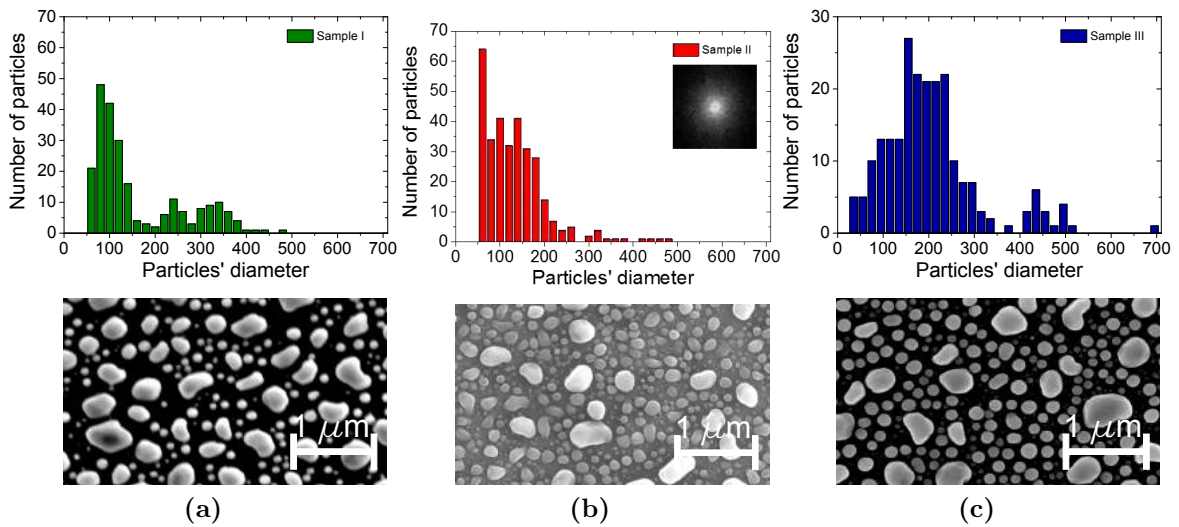 70
60
50
40
30
20
10
0
Number of particles
Sample I
0 100 200 300 400 500 600 700
Particles' diameter
70
60
50
40
30
20
10
0
Number of particles
Sample II
0 100 200 300 400 500 600 700
Particles' diameter
30
20
10
0
Number of particles
Sample III
0 100 200 300 400 500 600 700
Particles' diameter
1 μm
1 μm
1 μm
(a)
(b)
(c)